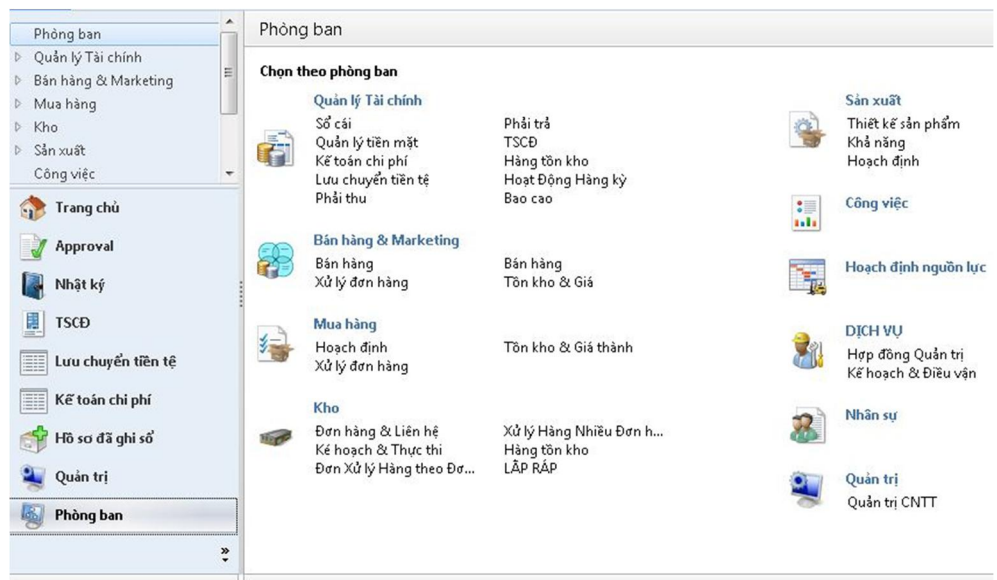 Phòng ban
Quản lý Tài chính
Bán hàng & Marketing
Mua hàng
Kho
Sản xuất
Công việc
Trang chủ
Approval
Nhật ký
TSCĐ
Lưu chuyển tiền tệ
Kế toán chi phí
Hồ sơ đã ghi sổ
Quản trị
Phòng ban
Phòng ban
Chọn theo phòng ban
Quản lý Tài chính
Sổ cái
Quản lý tiền mặt
Kế toán chi phí
Lưu chuyển tiền tệ
Phải thu
Phải trả
TSCĐ
Hàng tồn kho
Hoạt Động Hàng kỳ
Bao cao
Bán hàng & Marketing
Bán hàng
Xử lý đơn hàng
Bán hàng
Tồn kho & Giá
Mua hàng
Hoạch định
Xử lý đơn hàng
Tồn kho & Giá thành
Kho
Đơn hàng & Liên hệ
Ké hoạch & Thực thi
Đơn Xử lý Hàng theo Đơ...
Xử lý Hàng Nhiều Đơn h...
Hàng tồn kho
LẮP RÁP
Sản xuất
Thiết kế sản phẩm
Khả năng
Hoạch định
Công việc
Hoạch định nguồn lực
DỊCH VỤ
Hợp đồng Quản trị
Kế hoạch & Điều vận
Nhân sự
Quản trị
Quản trị CNTT